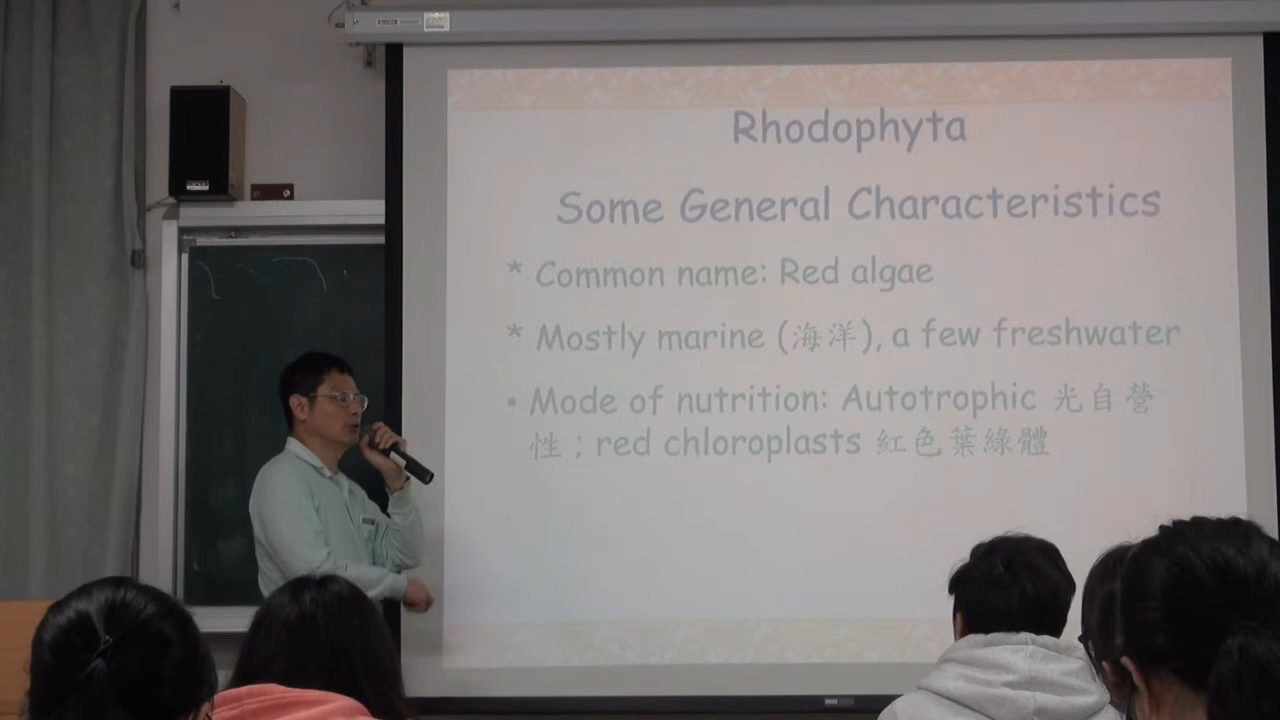 Rhodophyta
Some General Characteristics
* Common name: Red algae
* Mostly marine (海洋), a few freshwater
• Mode of nutrition: Autotrophic 光自營
性 ; red chloroplasts 紅色葉綠體